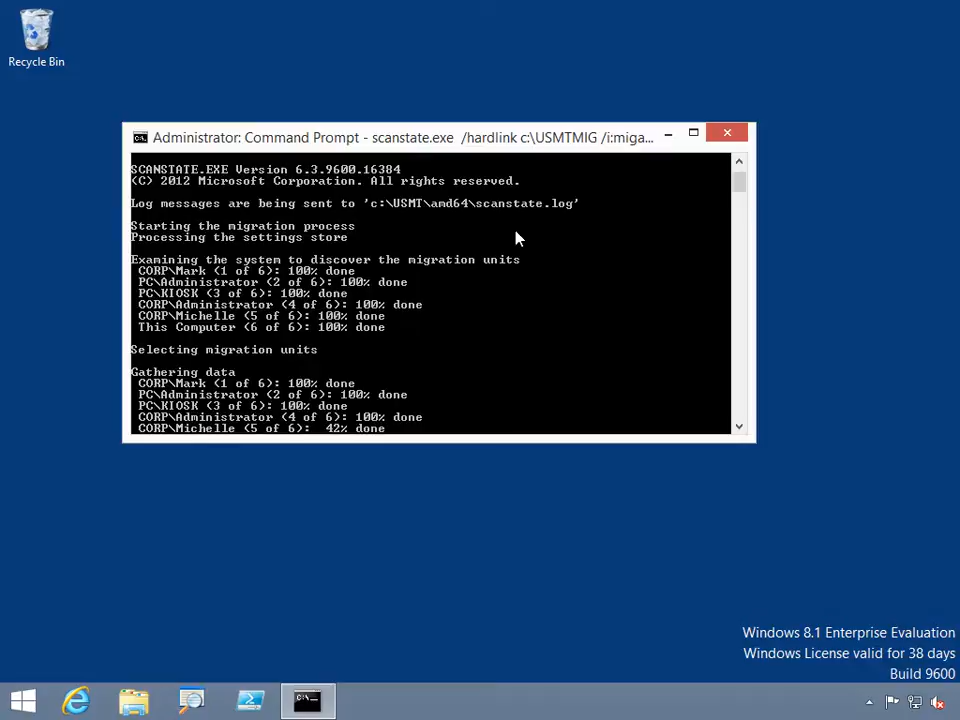 Recycle Bin
Administrator: Command Prompt - scanstate.exe  /hardlink c:\USMTMIG /i:miga...
SCANSTATE.EXE Version 6.3.9600.16384
(C) 2012 Microsoft Corporation. All rights reserved.
Log messages are being sent to 'c:\USMT\amd64\scanstate.log'
Starting the migration process
Processing the settings store
Examining the system to discover the migration units
CORP\Mark (1 of 6): 100% done
PC\Administrator (2 of 6): 100% done
PC\KIOSK (3 of 6): 100% done
CORP\Administrator (4 of 6): 100% done
CORP\Michelle (5 of 6): 100% done
This Computer (6 of 6): 100% done
Selecting migration units
Gathering data
CORP\Mark (1 of 6): 100% done
PC\Administrator (2 of 6): 100% done
PC\KIOSK (3 of 6): 100% done
CORP\Administrator (4 of 6): 100% done
CORP\Michelle (5 of 6):  42% done
Windows 8.1 Enterprise Evaluation
Windows License valid for 38 days
Build 9600